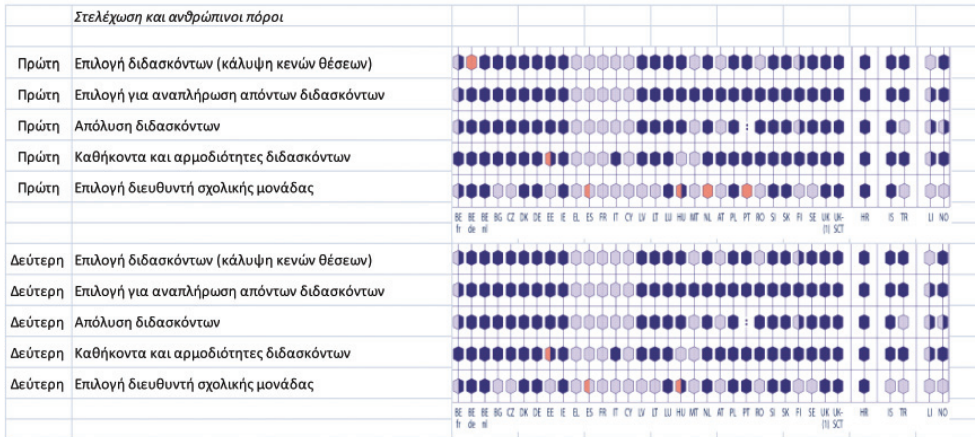 Στελέχωση και ανθρώπινοι πόροι
Πρώτη Επιλογή διδασκόντων (κάλυψη κενών θέσεων)
Πρώτη Επιλογή για αναπλήρωση απόντων διδασκόντων
Πρώτη Απόλυση διδασκόντων :
Πρώτη Καθήκοντα και αρμοδιότητες διδασκόντων
Πρώτη Επιλογή διευθυντή σχολικής μονάδας
BE BE BE BG CZ DK DE EE IE EL ES FR IT CY LV LT LU HU MT NL AT PL PT RO SI SK FI SE UK UK- HR IS TR LI NO
fr de nl (1) SCT
Δεύτερη Επιλογή διδασκόντων (κάλυψη κενών θέσεων)
Δεύτερη Επιλογή για αναπλήρωση απόντων διδασκόντων
Δεύτερη Απόλυση διδασκόντων :
Δεύτερη Καθήκοντα και αρμοδιότητες διδασκόντων
Δεύτερη Επιλογή διευθυντή σχολικής μονάδας
BE BE BE BG CZ DK DE EE IE EL ES FR IT CY LV LT LU HU MT NL AT PL PT RO SI SK FI SE UK UK- HR IS TR LI NO
fr de nl (1) SCT